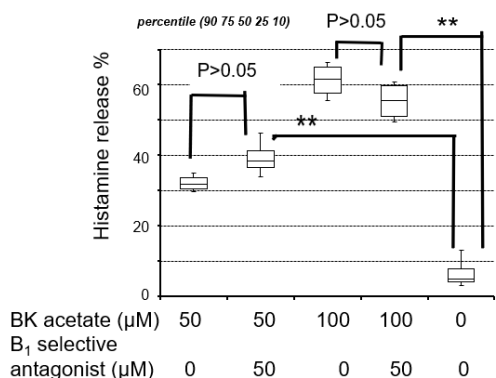 percentile (90 75 50 25 10)
P>0.05
**
P>0.05
**
Histamine release %
60
40
20
0
BK acetate (µM) 50 50 100 100 0
B₁ selective
antagonist (µM) 0 50 0 50 0